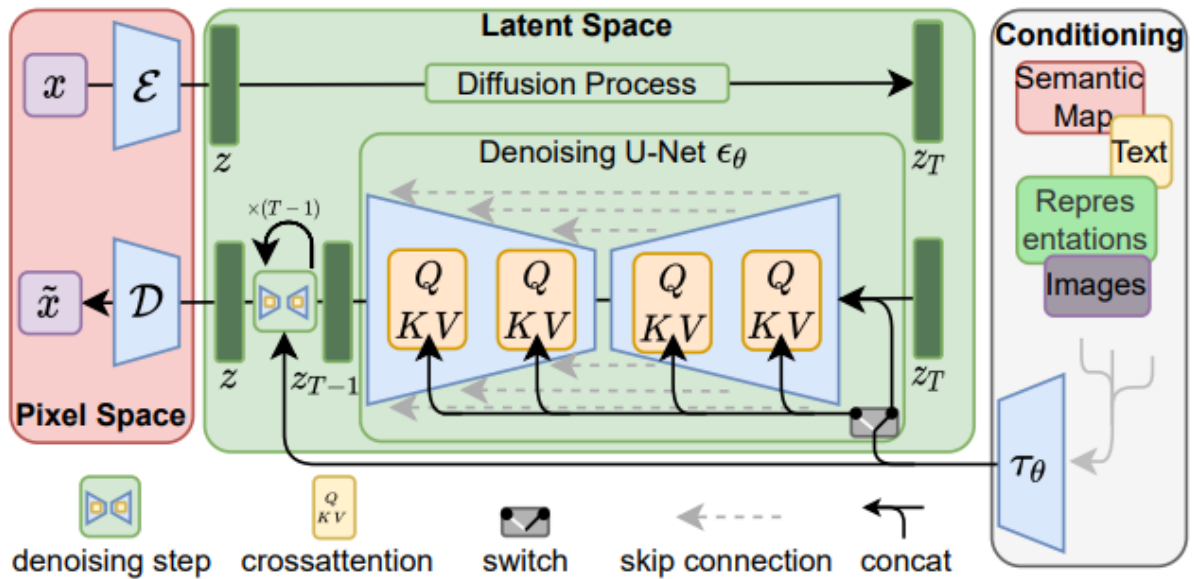 Latent Space
Conditioning
x
ℰ
Diffusion Process
z
z_T
Semantic
Map
Text
Denoising U-Net ϵ_θ
Repres
entations
Images
×(T−1)
x̃
𝒟
Q
KV
Q
KV
Q
KV
Q
KV
z
z_{T−1}
z_T
Pixel Space
τ_θ
Q
KV
denoising step
crossattention
switch
skip connection
concat